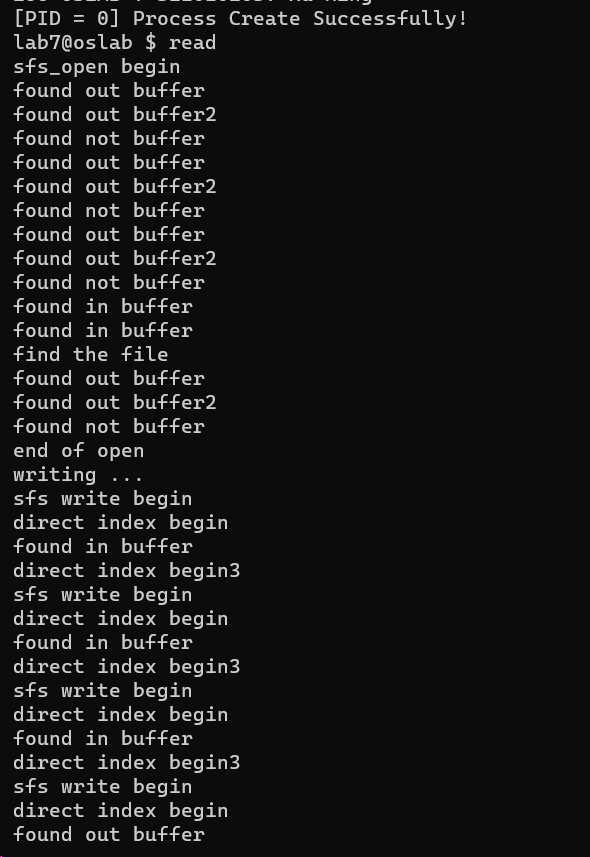 [PID = 0] Process Create Successfully!
lab7@oslab $ read
sfs_open begin
found out buffer
found out buffer2
found not buffer
found out buffer
found out buffer2
found not buffer
found out buffer
found out buffer2
found not buffer
found in buffer
found in buffer
find the file
found out buffer
found out buffer2
found not buffer
end of open
writing ...
sfs write begin
direct index begin
found in buffer
direct index begin3
sfs write begin
direct index begin
found in buffer
direct index begin3
sfs write begin
direct index begin
found in buffer
direct index begin3
sfs write begin
direct index begin
found out buffer